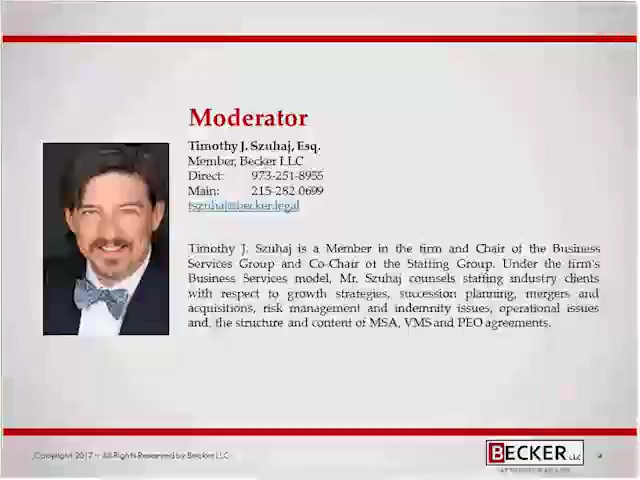 Moderator
Timothy J. Szuhaj, Esq.
Member, Becker LLC
Direct: 973-251-8955
Main: 215-282-0699
tszuhaj@becker.legal
Timothy J. Szuhaj is a Member in the firm and Chair of the Business
Services Group and Co-Chair of the Staffing Group. Under the firm's
Business Services model, Mr. Szuhaj counsels staffing industry clients
with respect to growth strategies, succession planning, mergers and
acquisitions, risk management and indemnity issues, operational issues
and, the structure and content of MSA, VMS and PEO agreements.
Copyright 2017 – All Rights Reserved by Becker LLC
BECKER LLC